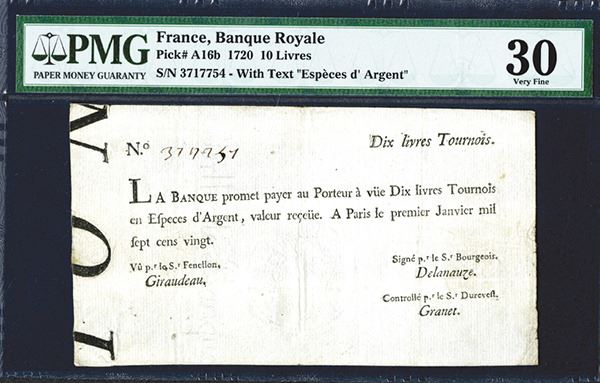 PMG
PAPER MONEY GUARANTY
France, Banque Royale
Pick# A16b 1720 10 Livres
S/N 3717754 - With Text "Espèces d' Argent"
30
Very Fine
ION
N.º 3717754
Dix livres Tournois.
LA BANQUE promet payer au Porteur à vûe Dix livres Tournois
en Eſpeces d'Argent, valeur reçeüe. A Paris le premier Janvier mil
ſept cens vingt.
Vû p.r le S.r Fenellon.
Giraudeau,
Signé p.r le S.r Bourgeois.
Delanauze.
Controllé p.r le S.r Dureveſt.
Granet.